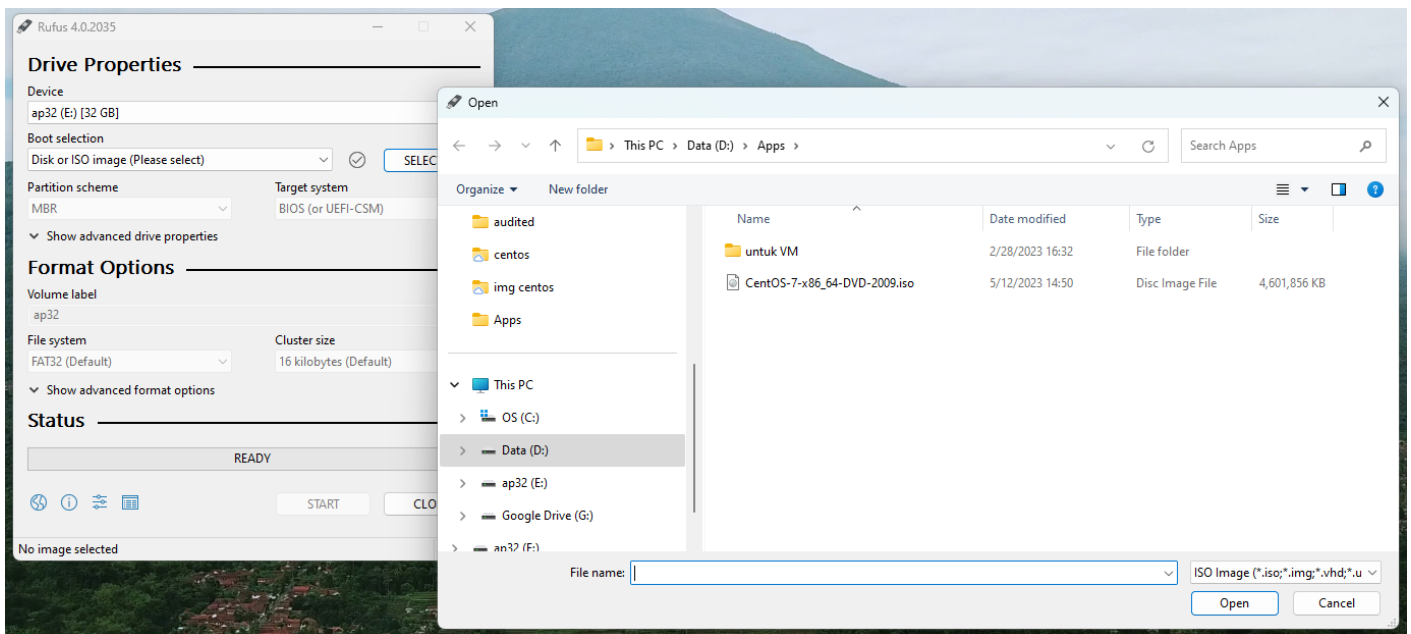 Rufus 4.0.2035
Drive Properties
Device
ap32 (E:) [32 GB]
Boot selection
Disk or ISO image (Please select)
SELEC
Partition scheme
Target system
MBR
BIOS (or UEFI-CSM)
Show advanced drive properties
Format Options
Volume label
ap32
File system
Cluster size
FAT32 (Default)
16 kilobytes (Default)
Show advanced format options
Status
READY
START
CLO
No image selected
Open
This PC > Data (D:) > Apps >
Search Apps
Organize
New folder
audited
centos
img centos
Apps
This PC
OS (C:)
Data (D:)
ap32 (E:)
Google Drive (G:)
ap32 (E:)
Name Date modified Type Size
untuk VM 2/28/2023 16:32 File folder
CentOS-7-x86_64-DVD-2009.iso 5/12/2023 14:50 Disc Image File 4,601,856 KB
File name:
ISO Image (*.iso;*.img;*.vhd;*.u
Open
Cancel